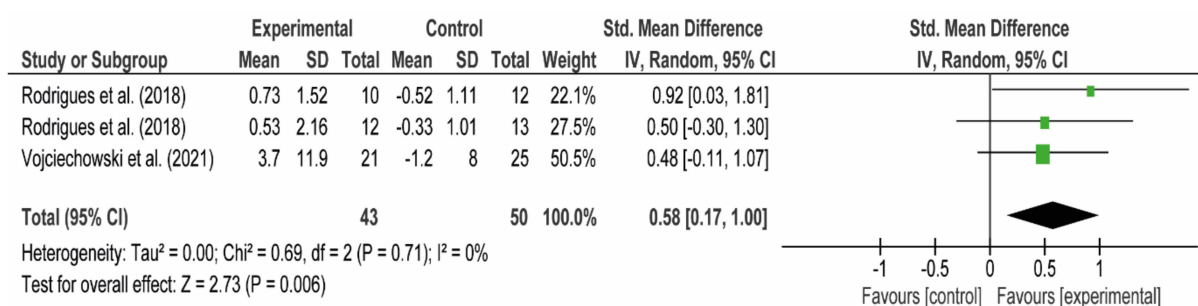 Experimental Control Std. Mean Difference Std. Mean Difference
Study or Subgroup Mean SD Total Mean SD Total Weight IV, Random, 95% CI IV, Random, 95% CI
Rodrigues et al. (2018) 0.73 1.52 10 -0.52 1.11 12 22.1% 0.92 [0.03, 1.81]
Rodrigues et al. (2018) 0.53 2.16 12 -0.33 1.01 13 27.5% 0.50 [-0.30, 1.30]
Vojciechowski et al. (2021) 3.7 11.9 21 -1.2 8 25 50.5% 0.48 [-0.11, 1.07]
Total (95% CI) 43 50 100.0% 0.58 [0.17, 1.00]
Heterogeneity: Tau² = 0.00; Chi² = 0.69, df = 2 (P = 0.71); I² = 0%
Test for overall effect: Z = 2.73 (P = 0.006)
-1 -0.5 0 0.5 1
Favours [control] Favours [experimental]